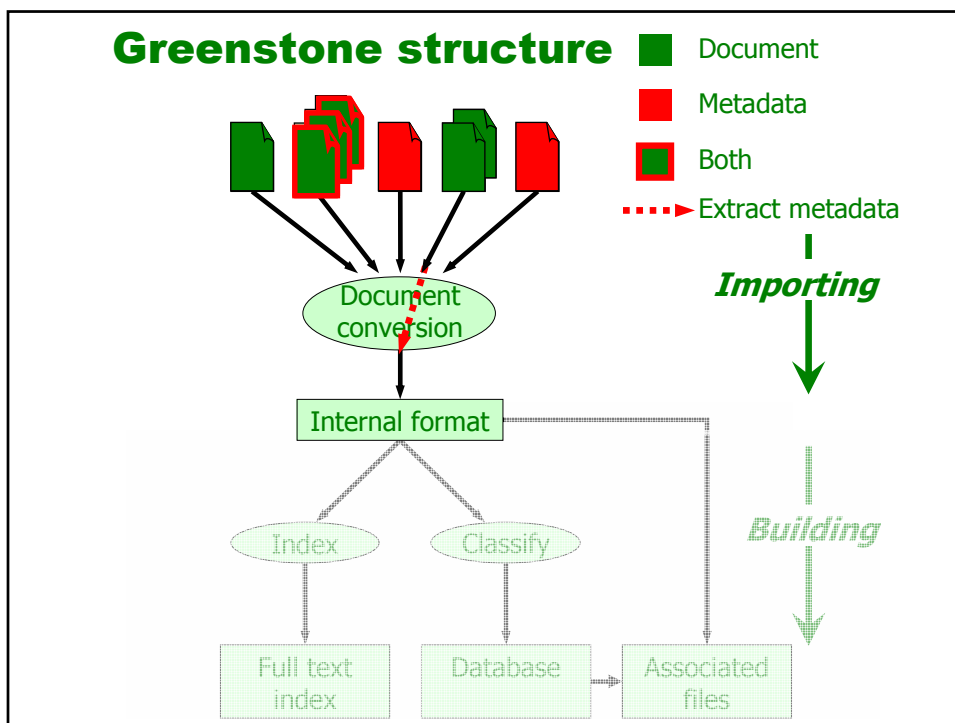 Greenstone structure
Document
Metadata
Both
Extract metadata
Importing
Document
conversion
Internal format
Index
Classify
Building
Full text
index
Database
Associated
files